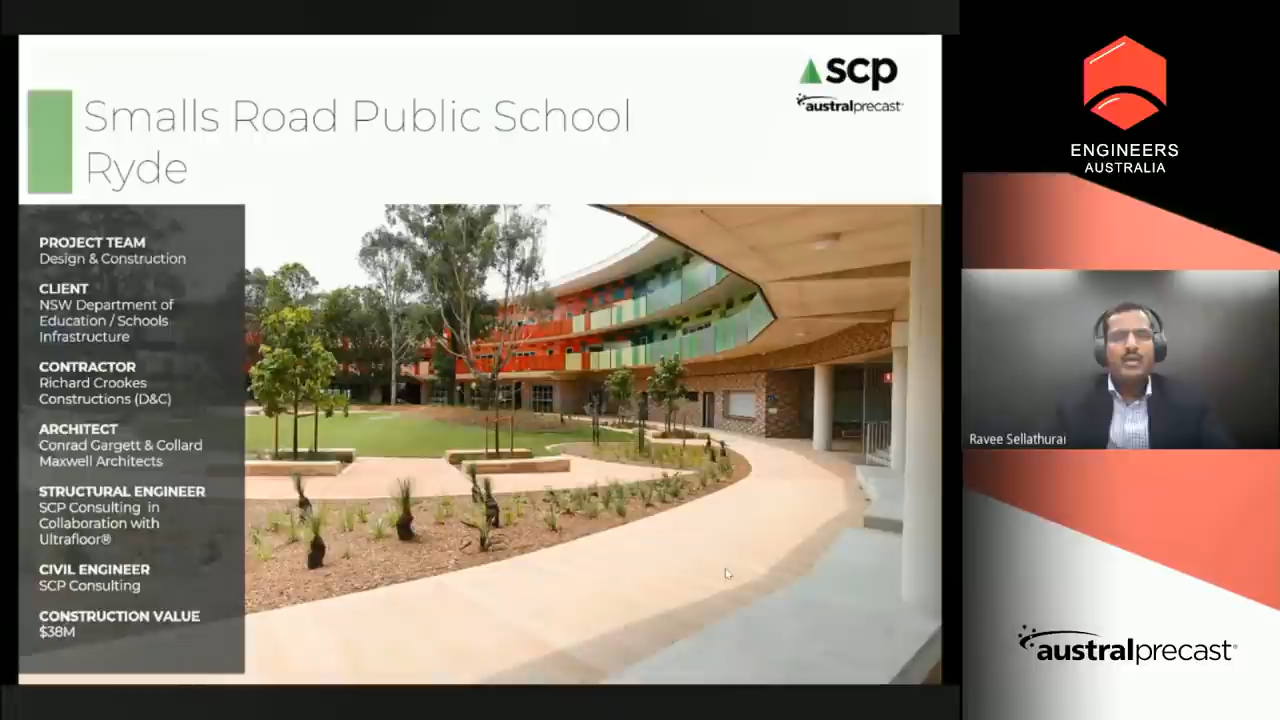 scp
australprecast
Smalls Road Public School
Ryde
PROJECT TEAM
Design & Construction
CLIENT
NSW Department of
Education / Schools
Infrastructure
CONTRACTOR
Richard Crookes
Constructions (D&C)
ARCHITECT
Conrad Gargett & Collard
Maxwell Architects
STRUCTURAL ENGINEER
SCP Consulting in
Collaboration with
Ultrafloor®
CIVIL ENGINEER
SCP Consulting
CONSTRUCTION VALUE
$38M
ENGINEERS
AUSTRALIA
Ravee Sellathurai
australprecast®